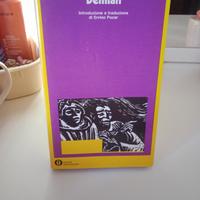 Demian
Introduzione e traduzione
di Ervino Pocar